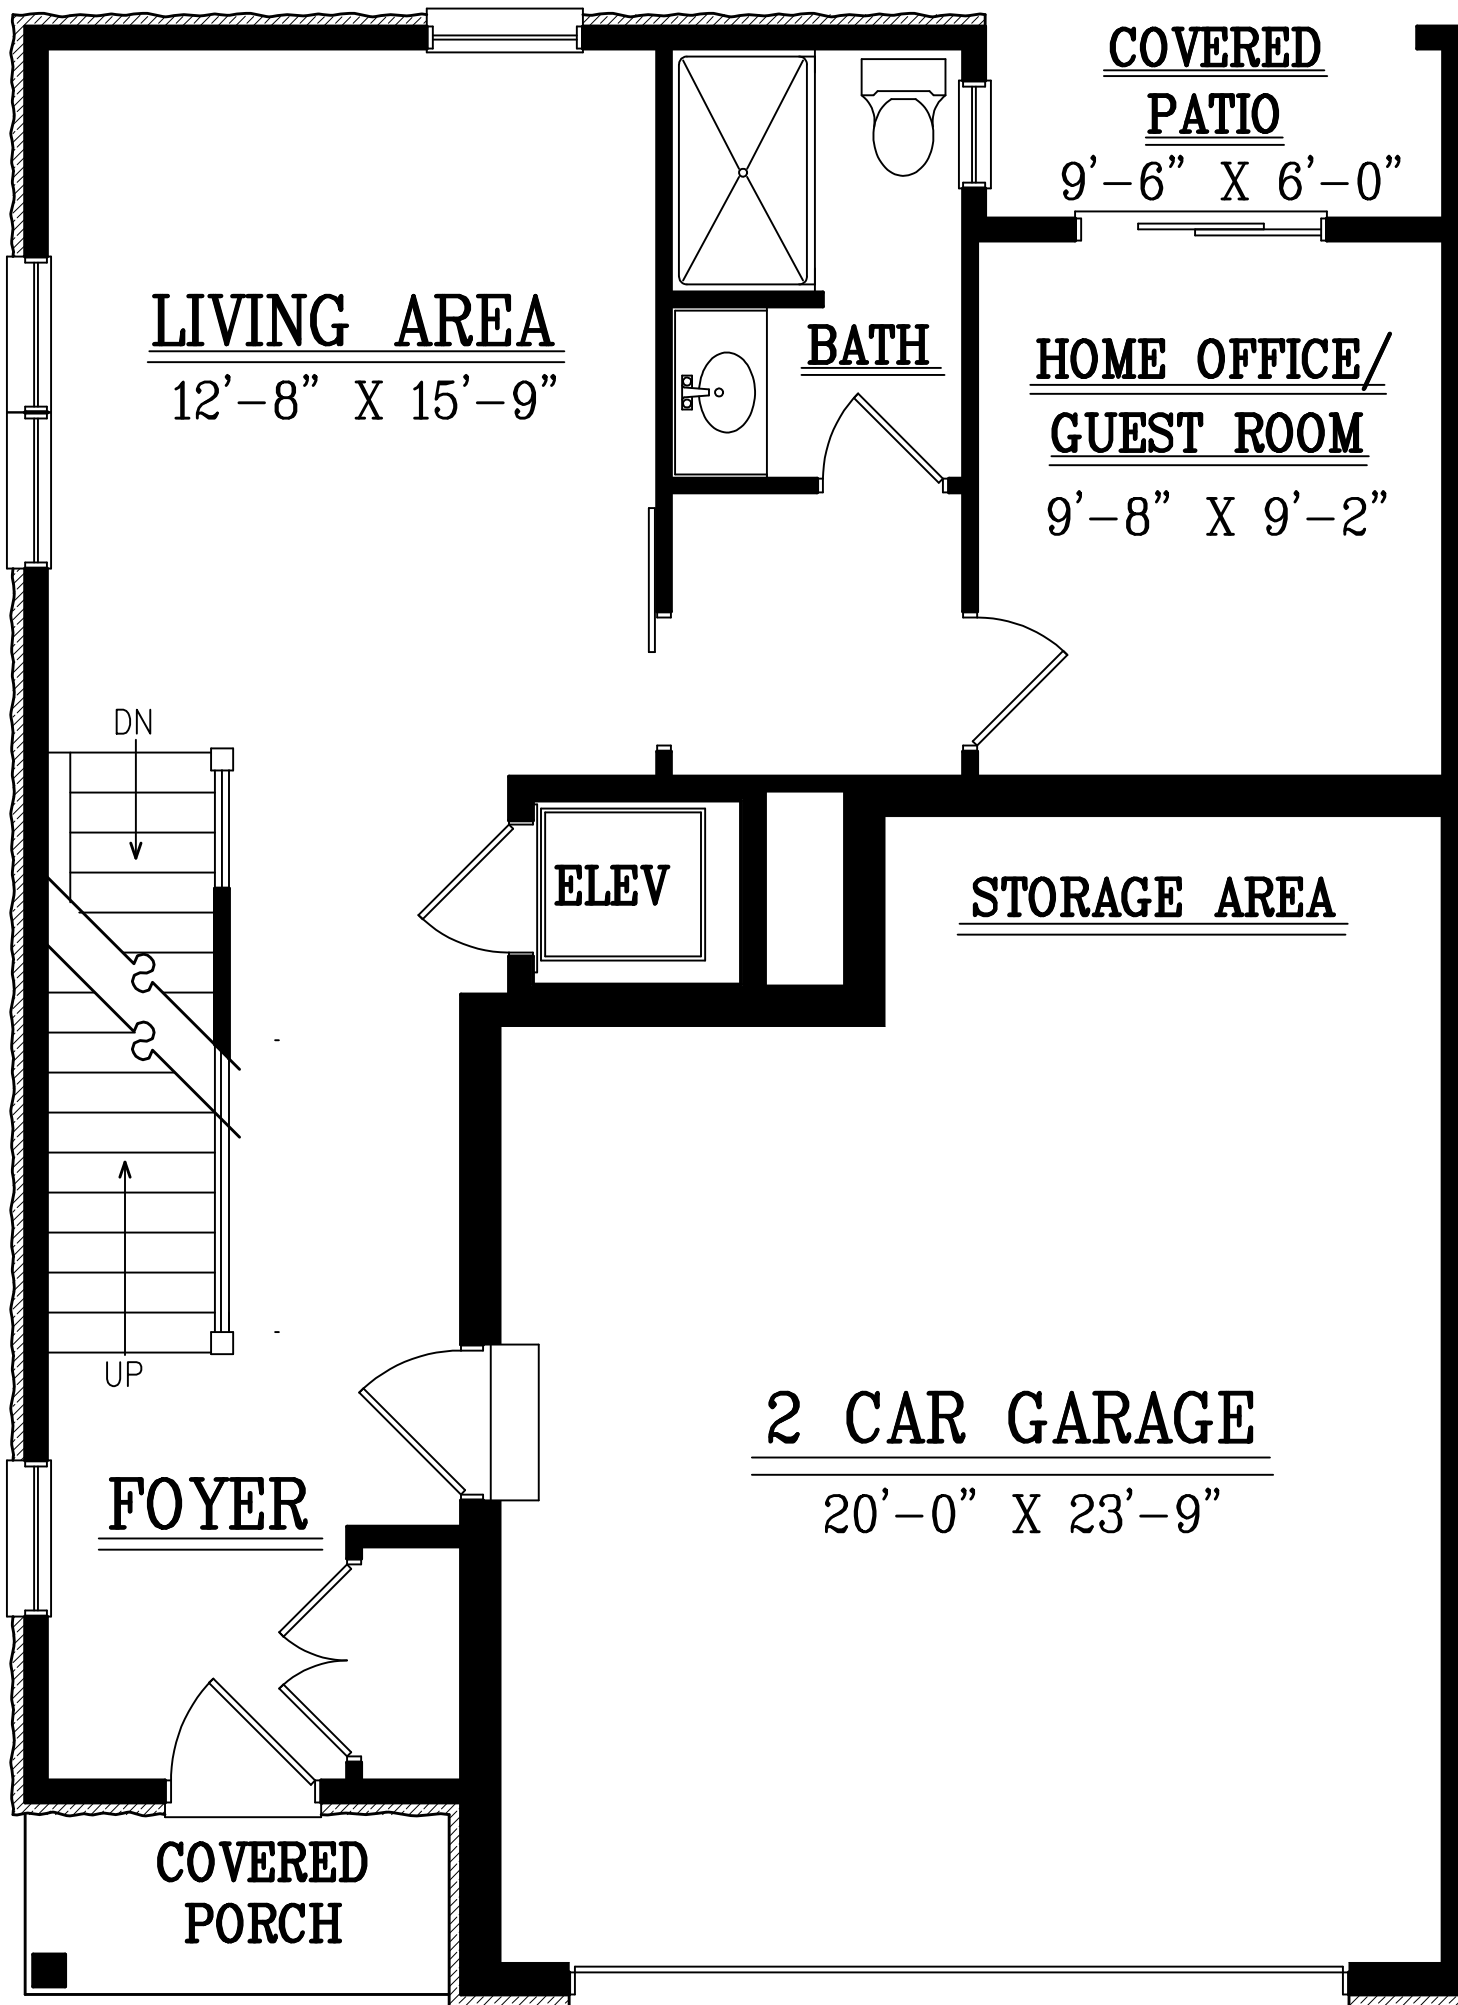 COVERED
PATIO
9'-6" X 6'-0"
LIVING AREA
12'-8" X 15'-9"
BATH
HOME OFFICE/
GUEST ROOM
9'-8" X 9'-2"
DN
ELEV
STORAGE AREA
UP
2 CAR GARAGE
20'-0" X 23'-9"
FOYER
COVERED
PORCH